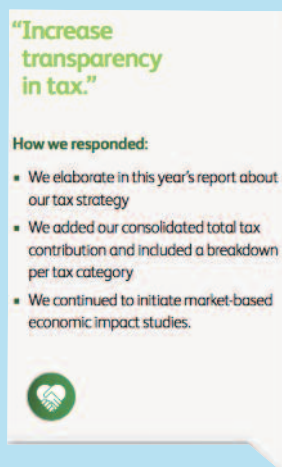 “Increase
transparency
in tax.”
How we responded:
▪ We elaborate in this year's report about
our tax strategy
▪ We added our consolidated total tax
contribution and included a breakdown
per tax category
▪ We continued to initiate market-based
economic impact studies.